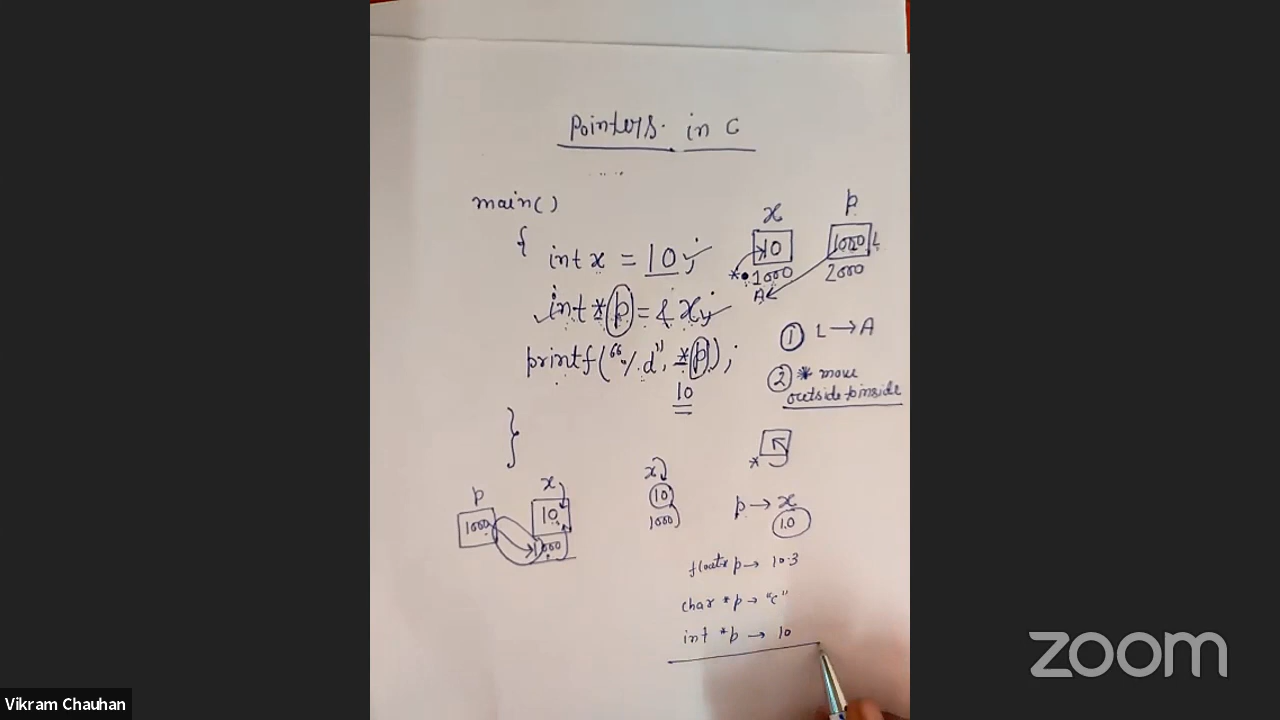 Pointers in C
main()
{
int x = 10;
int *p = &x;
printf("%d", *p);
10
}
x
10
* 1000
A
p
1000 L
2000
1 L → A
2 * move
outside to inside
*
p
1000
x
10
1000
x
10
1000
p → x
10
float* p → 10.3
char *p → "c"
int *p → 10
zoom
Vikram Chauhan